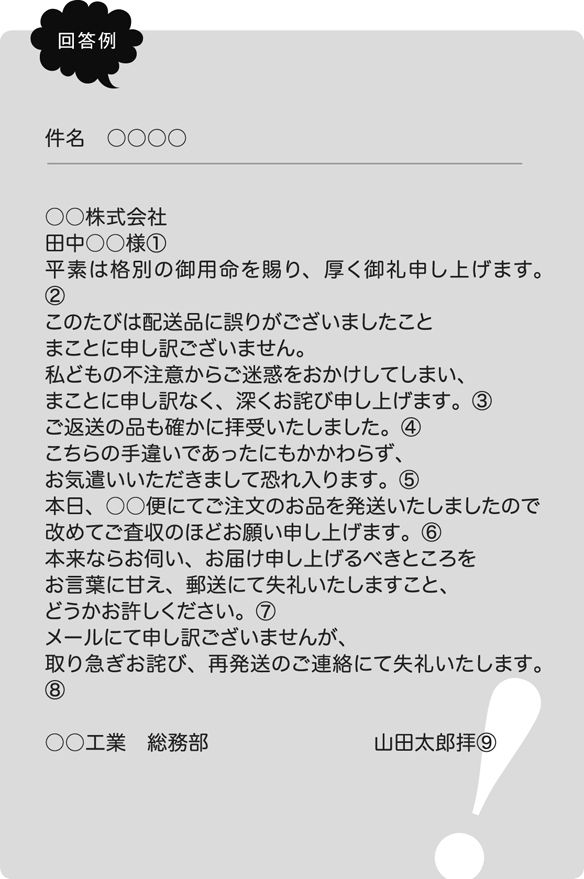 回答例
件名　○○○○
○○株式会社
田中○○様①
平素は格別の御用命を賜り、厚く御礼申し上げます。
②
このたびは配送品に誤りがございましたこと
まことに申し訳ございません。
私どもの不注意からご迷惑をおかけしてしまい、
まことに申し訳なく、深くお詫び申し上げます。③
ご返送の品も確かに拝受いたしました。④
こちらの手違いであったにもかかわらず、
お気遣いいただきまして恐れ入ります。⑤
本日、○○便にてご注文のお品を発送いたしましたので
改めてご査収のほどお願い申し上げます。⑥
本来ならお伺い、お届け申し上げるべきところを
お言葉に甘え、郵送にて失礼いたしますこと、
どうかお許しください。⑦
メールにて申し訳ございませんが、
取り急ぎお詫び、再発送のご連絡にて失礼いたします。
⑧
○○工業　総務部　　　　　　　　山田太郎拝⑨